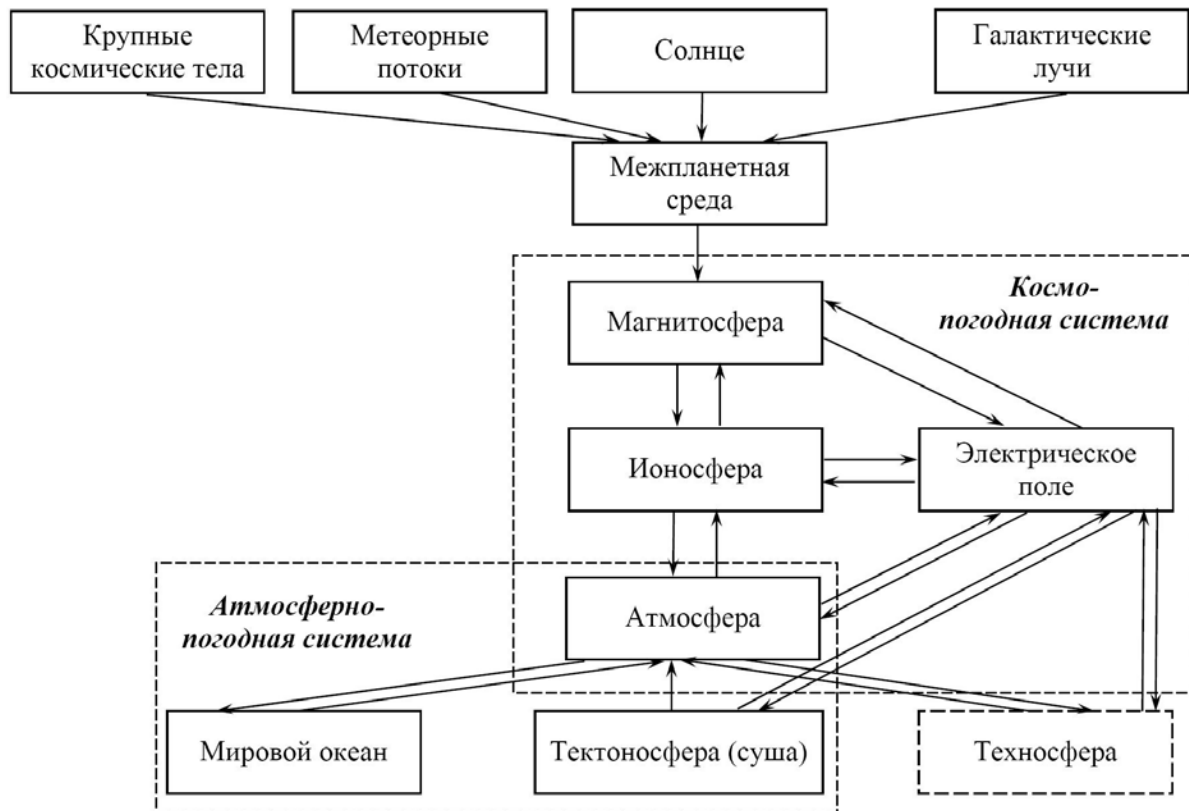 Крупные
космические тела
Метеорные
потоки
Солнце
Галактические
лучи
Межпланетная
среда
Космо-
погодная система
Магнитосфера
Ионосфера
Электрическое
поле
Атмосферно-
погодная система
Атмосфера
Мировой океан
Тектоносфера (суша)
Техносфера